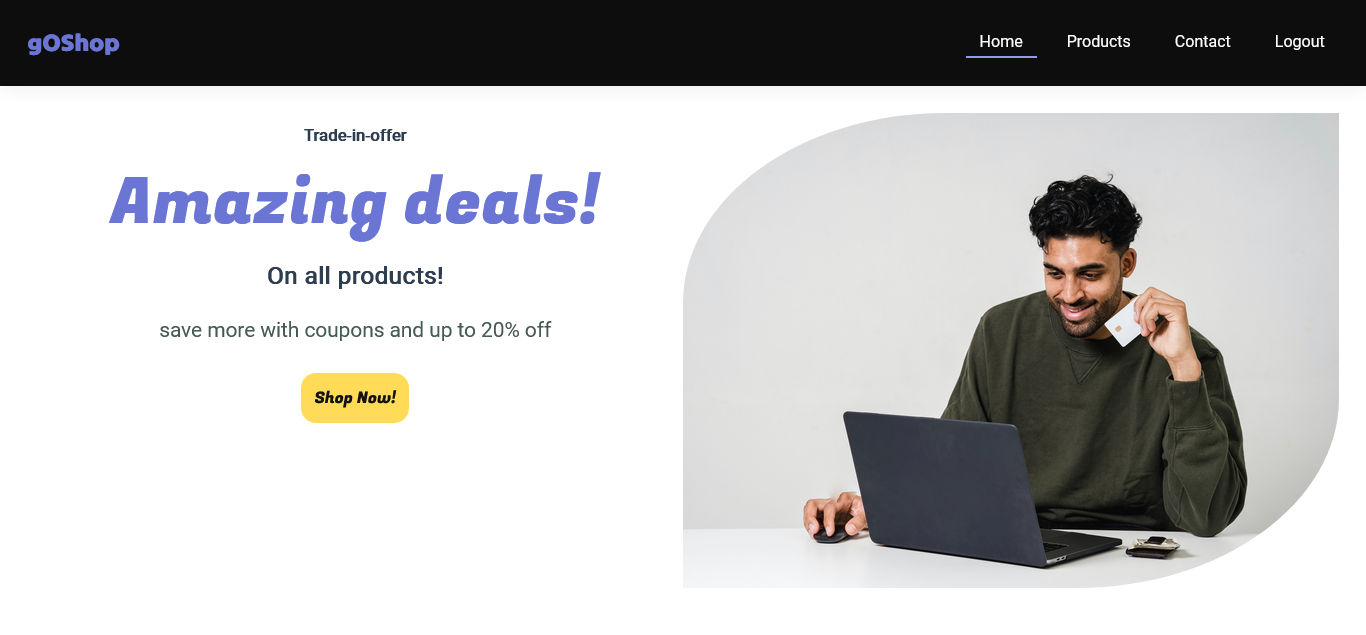 gOShop
Home Products Contact Logout
Trade-in-offer
Amazing deals!
On all products!
save more with coupons and up to 20% off
Shop Now!